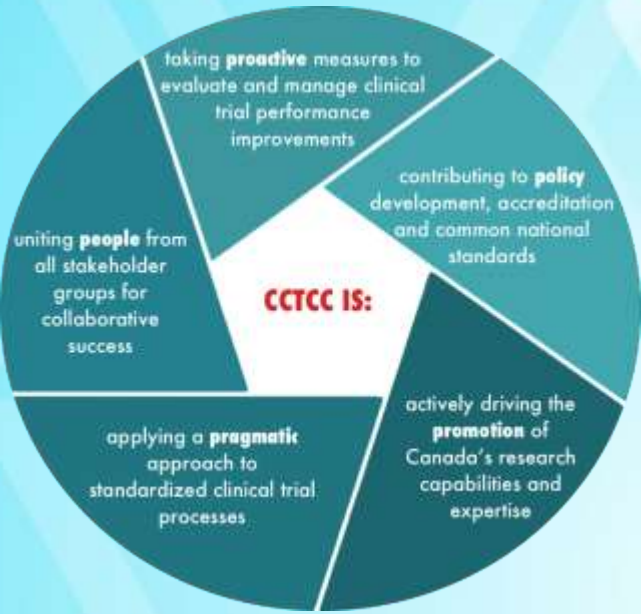 taking proactive measures to
evaluate and manage clinical
trial performance
improvements
contributing to policy
development, accreditation
and common national
standards
uniting people from
all stakeholder
groups for
collaborative
success
CCTCC IS:
actively driving the
promotion of
Canada's research
capabilities and
expertise
applying a pragmatic
approach to
standardized clinical trial
processes